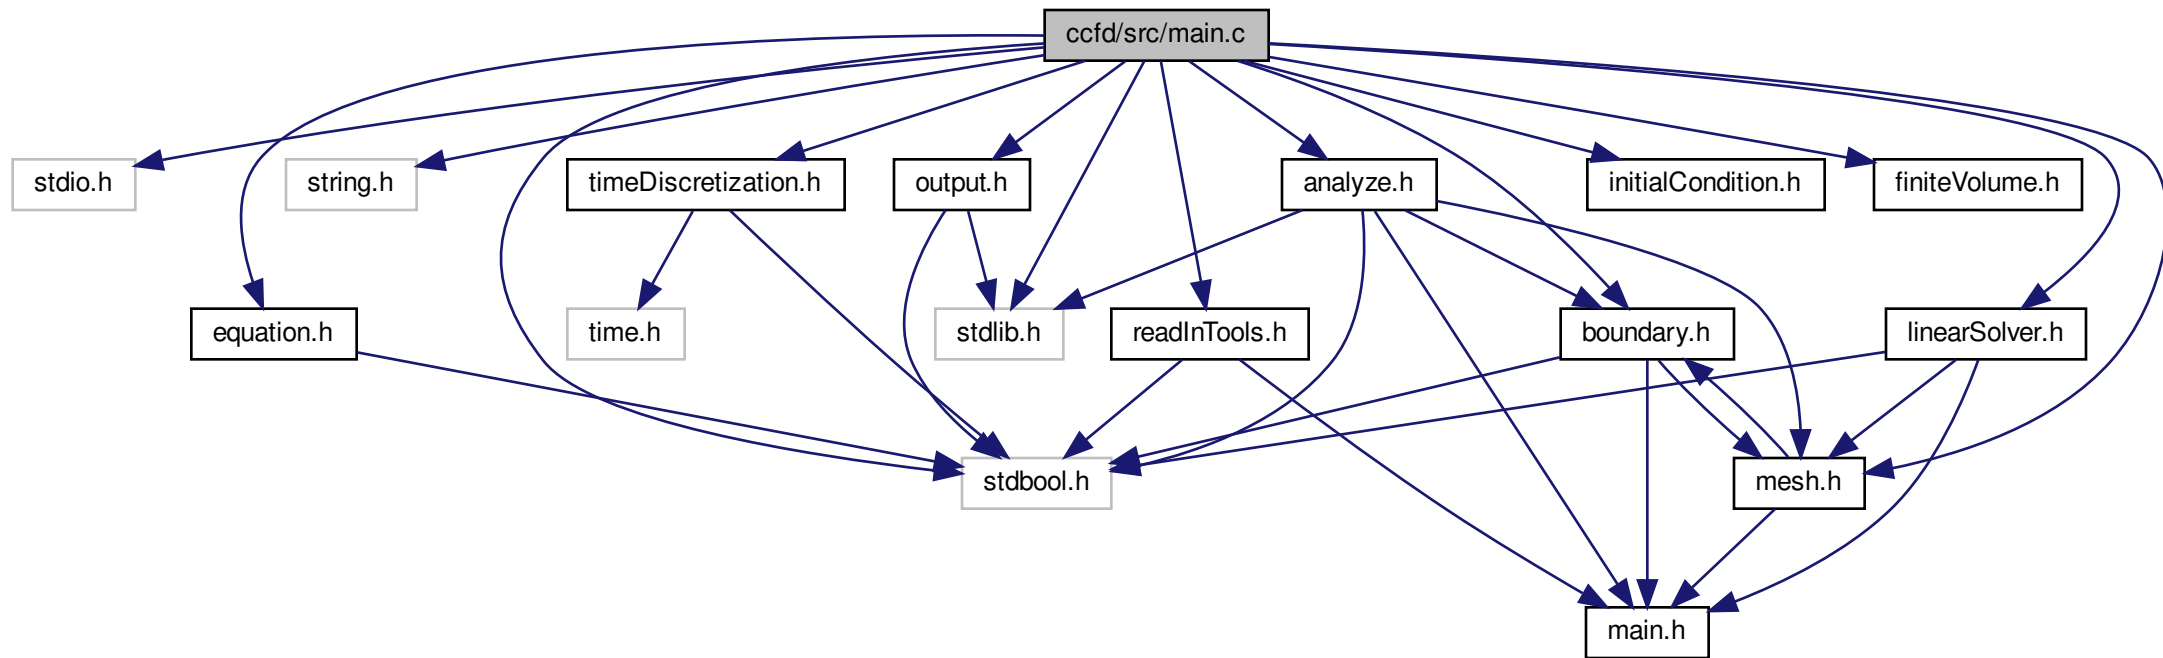 ccfd/src/main.c
stdio.h
string.h
timeDiscretization.h
output.h
analyze.h
initialCondition.h
finiteVolume.h
equation.h
time.h
stdlib.h
readInTools.h
boundary.h
linearSolver.h
stdbool.h
mesh.h
main.h